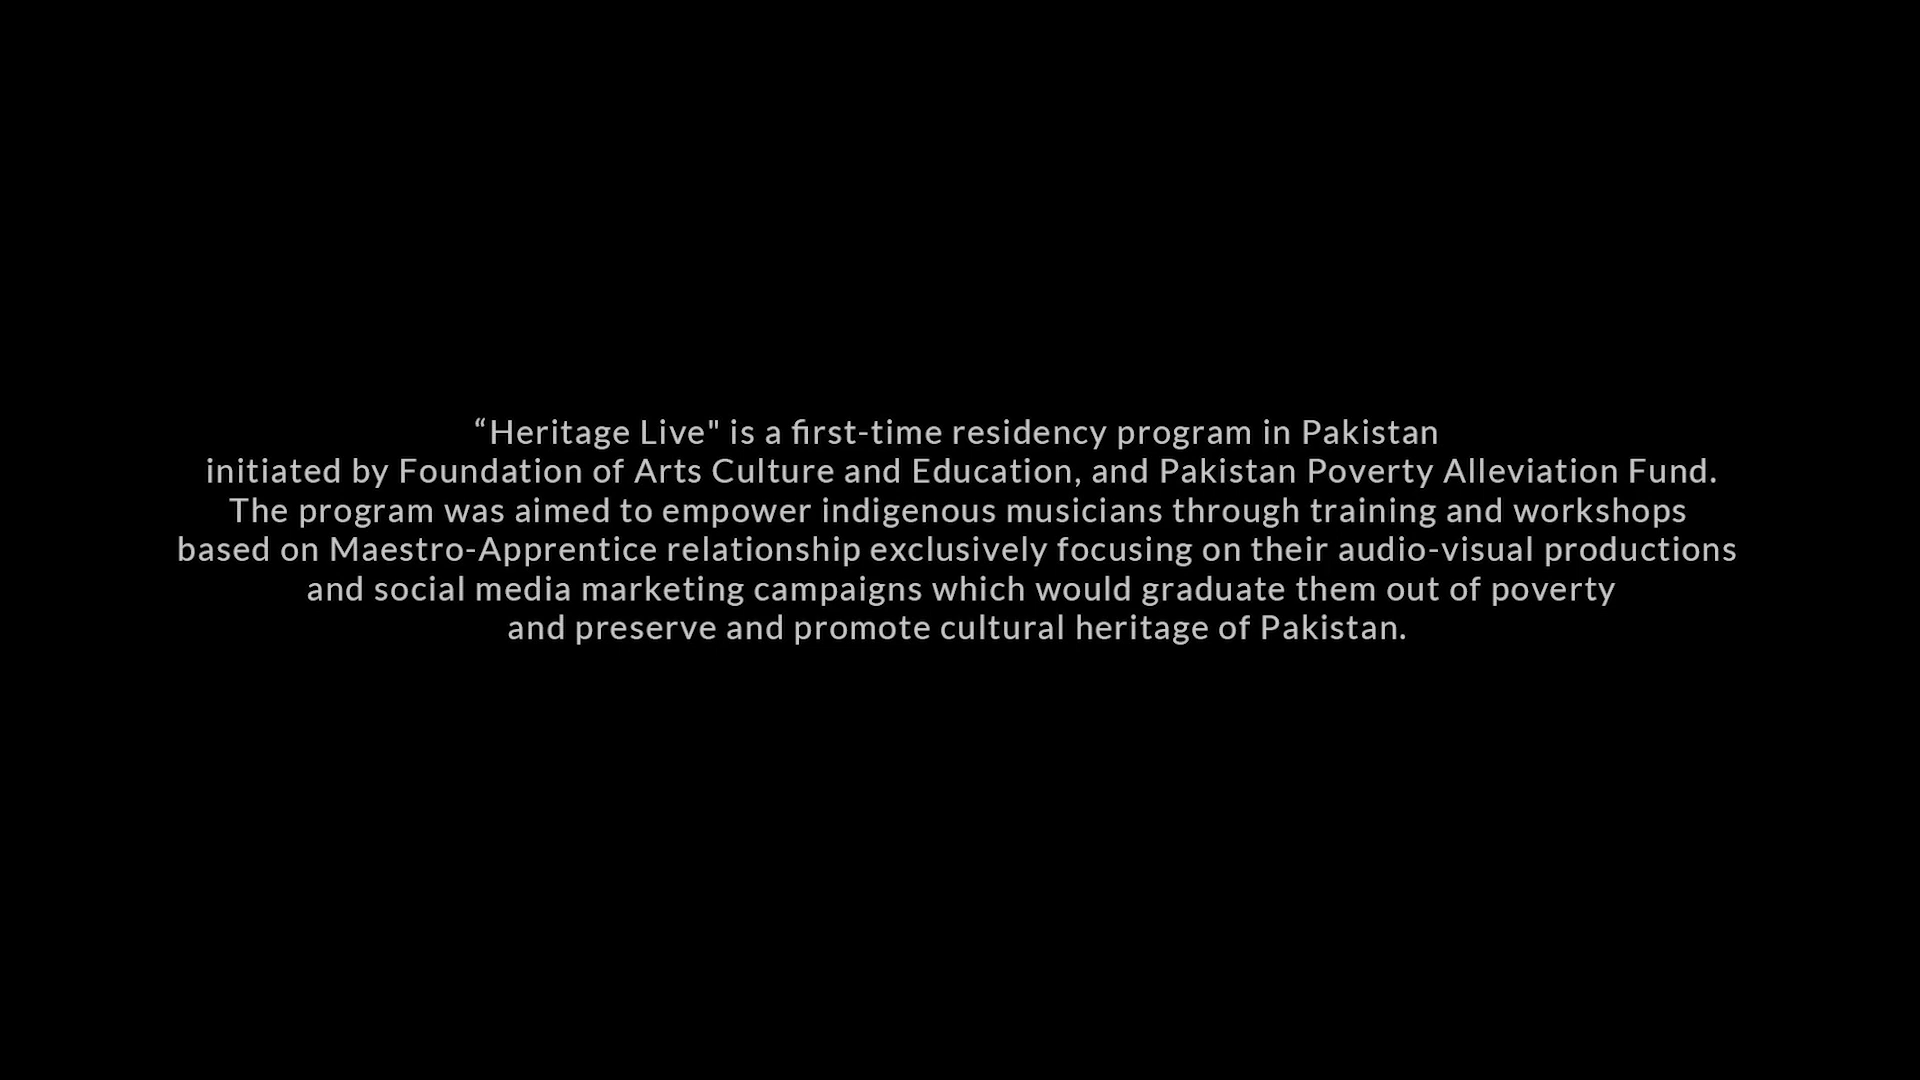 “Heritage Live" is a first-time residency program in Pakistan
initiated by Foundation of Arts Culture and Education, and Pakistan Poverty Alleviation Fund.
The program was aimed to empower indigenous musicians through training and workshops
based on Maestro-Apprentice relationship exclusively focusing on their audio-visual productions
and social media marketing campaigns which would graduate them out of poverty
and preserve and promote cultural heritage of Pakistan.